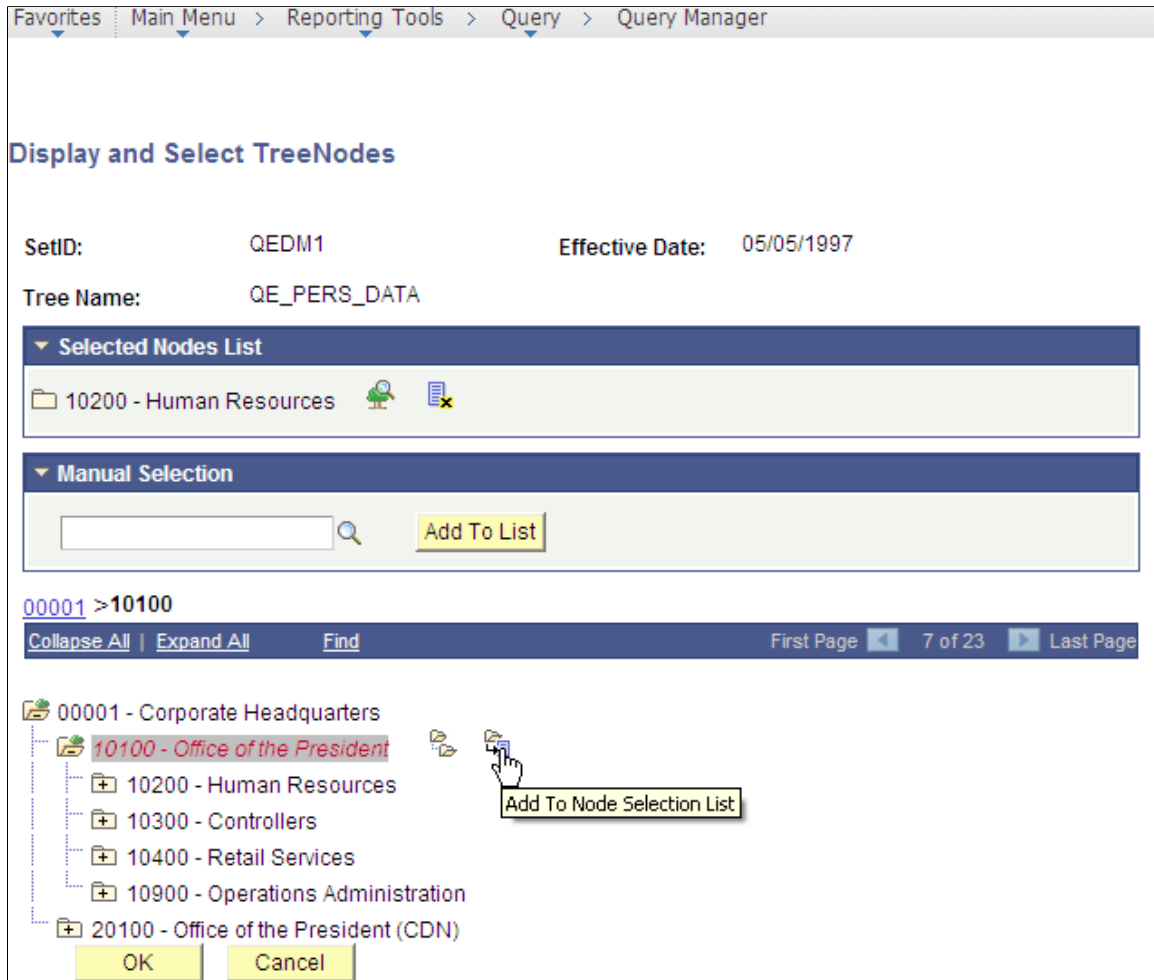 Favorites Main Menu > Reporting Tools > Query > Query Manager
Display and Select TreeNodes
SetID: QEDM1 Effective Date: 05/05/1997
Tree Name: QE_PERS_DATA
Selected Nodes List
10200 - Human Resources
Manual Selection
Add To List
00001 >10100
Collapse All | Expand All Find First Page 7 of 23 Last Page
00001 - Corporate Headquarters
10100 - Office of the President
10200 - Human Resources
Add To Node Selection List
10300 - Controllers
10400 - Retail Services
10900 - Operations Administration
20100 - Office of the President (CDN)
OK Cancel